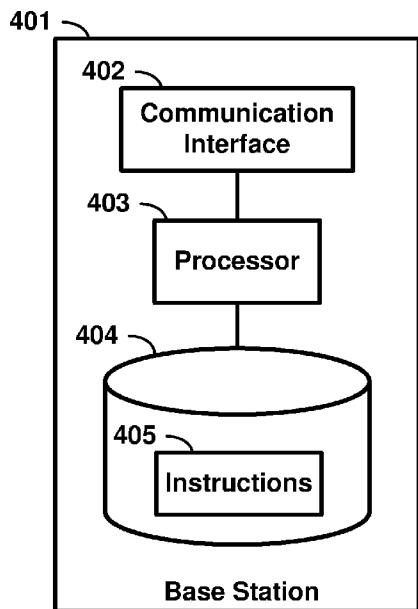 401
402
Communication
Interface
403
Processor
404
405
Instructions
Base Station